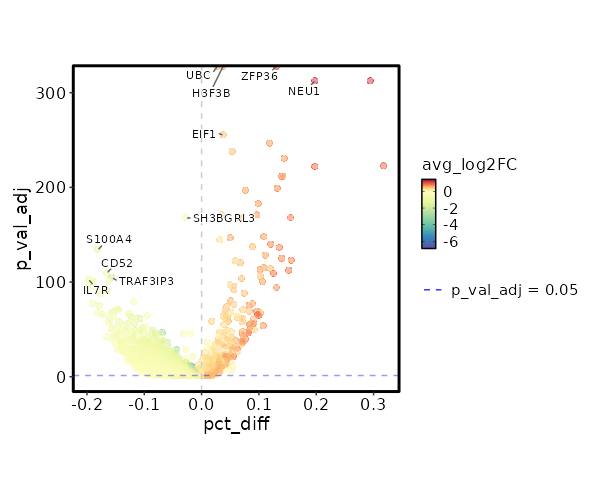 UBC
ZFP36
H3F3B
NEU1
300
EIF1
200
SH3BGRL3
S100A4
CD52
TRAF3IP3
IL7R
100
0
p_val_adj
-0.2
-0.1
0.0
0.1
0.2
0.3
pct_diff
avg_log2FC
0
-2
-4
-6
p_val_adj = 0.05